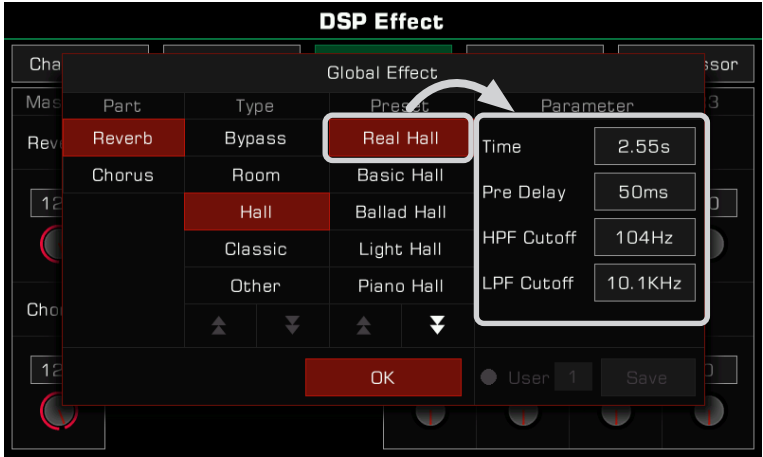 DSP Effect
Cha
ssor
Global Effect
Mas
Part
Type
Preset
Parameter
3
Reve
Reverb
Bypass
Real Hall
Time
2.55s
Chorus
Room
Basic Hall
Pre Delay
50ms
12
Hall
Ballad Hall
HPF Cutoff
104Hz
Classic
Light Hall
LPF Cutoff
10.1KHz
Other
Piano Hall
Cho
12
OK
User
1
Save